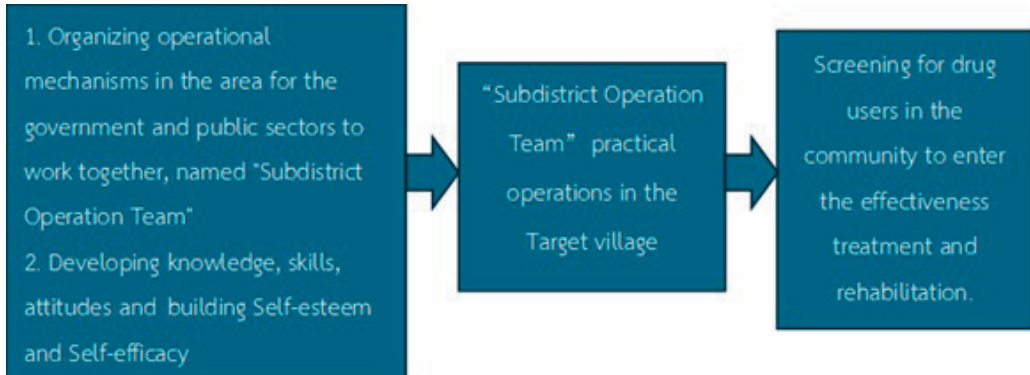 1. Organizing operational
mechanisms in the area for the
government and public sectors to
work together, named "Subdistrict
Operation Team"
2. Developing knowledge, skills,
attitudes and building Self-esteem
and Self-efficacy
“Subdistrict Operation
Team” practical
operations in the
Target village
Screening for drug
users in the
community to enter
the effectiveness
treatment and
rehabilitation.